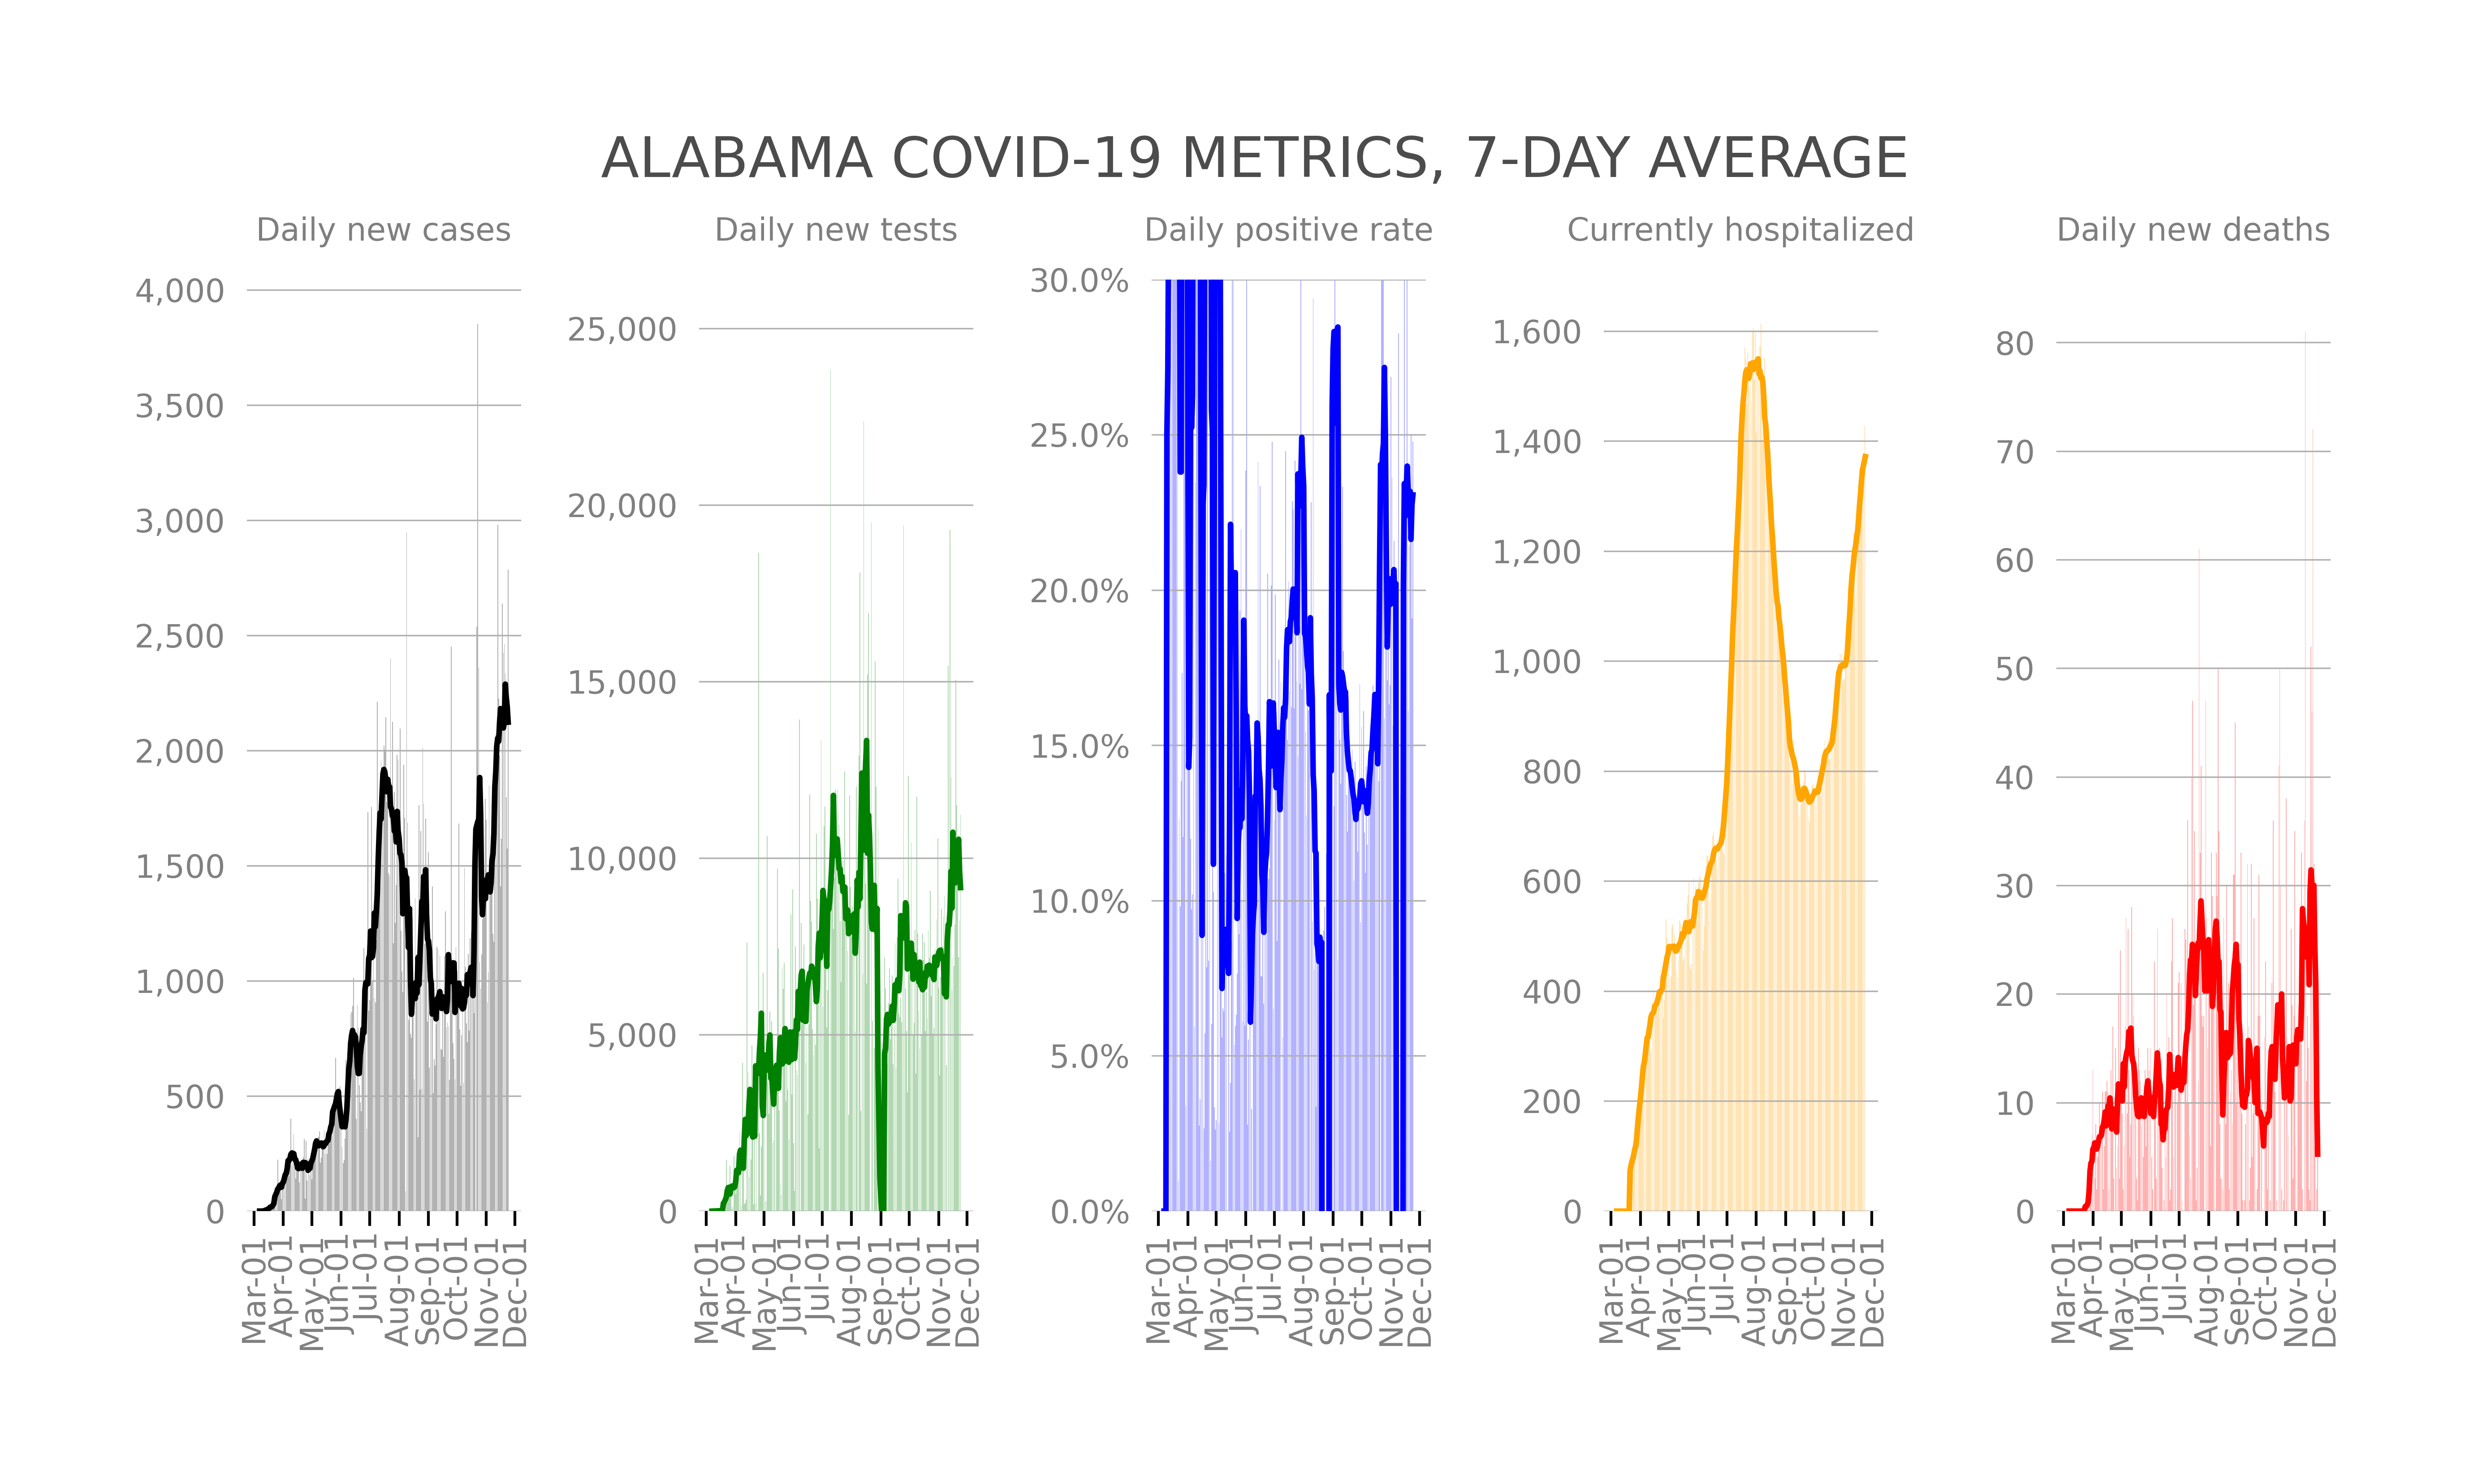 ALABAMA COVID-19 METRICS, 7-DAY AVERAGE
Daily new cases
4,000
3,500
3,000
2,500
2,000
1,500
1,000
500
0
Mar-01
Apr-01
May-01
Jun-01
Jul-01
Aug-01
Sep-01
Oct-01
Nov-01
Dec-01
Daily new tests
25,000
20,000
15,000
10,000
5,000
0
Mar-01
Apr-01
May-01
Jun-01
Jul-01
Aug-01
Sep-01
Oct-01
Nov-01
Dec-01
Daily positive rate
30.0%
25.0%
20.0%
15.0%
10.0%
5.0%
0.0%
Mar-01
Apr-01
May-01
Jun-01
Jul-01
Aug-01
Sep-01
Oct-01
Nov-01
Dec-01
Currently hospitalized
1,600
1,400
1,200
1,000
800
600
400
200
0
Mar-01
Apr-01
May-01
Jun-01
Jul-01
Aug-01
Sep-01
Oct-01
Nov-01
Dec-01
Daily new deaths
80
70
60
50
40
30
20
10
0
Mar-01
Apr-01
May-01
Jun-01
Jul-01
Aug-01
Sep-01
Oct-01
Nov-01
Dec-01